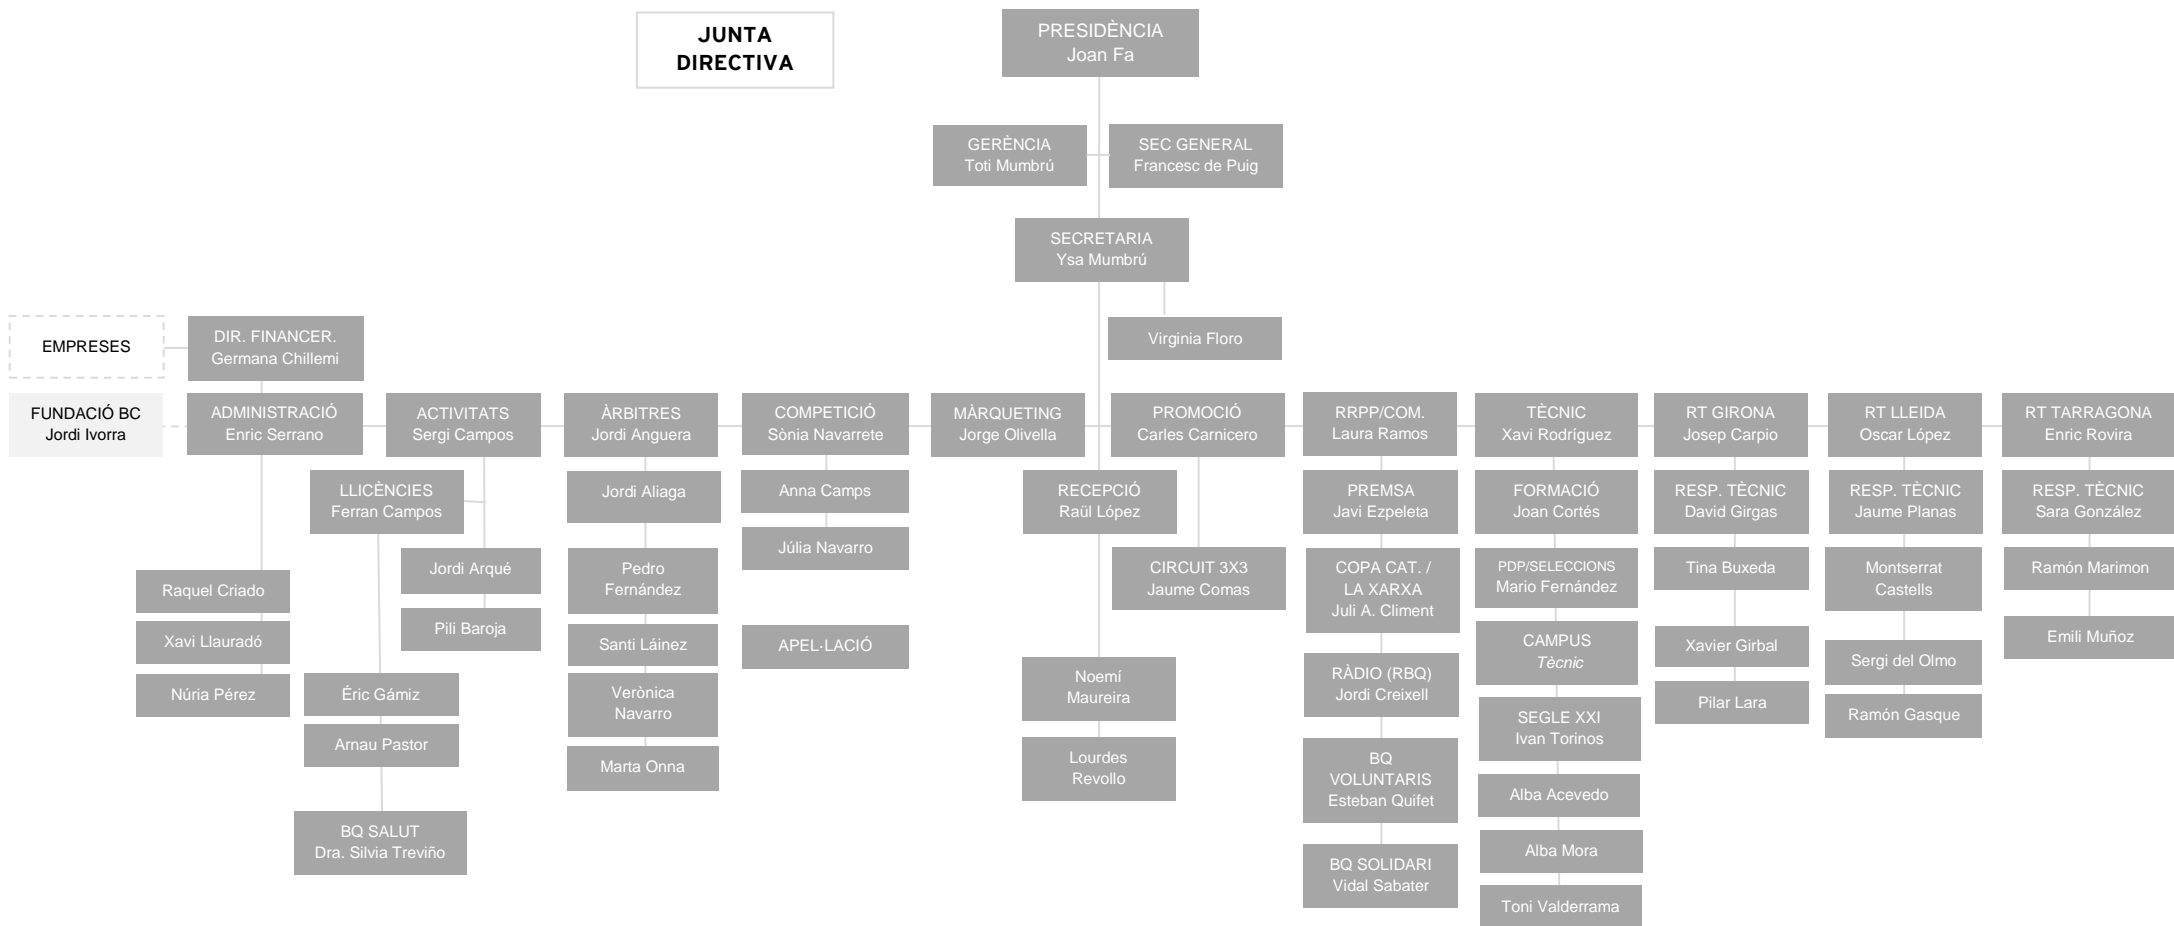 JUNTA
DIRECTIVA
PRESIDÈNCIA
Joan Fa
GERÈNCIA
Toti Mumbrú
SEC GENERAL
Francesc de Puig
SECRETARIA
Ysa Mumbrú
Virginia Floro
EMPRESES
DIR. FINANCER.
Germana Chillemi
FUNDACIÓ BC
Jordi Ivorra
ADMINISTRACIÓ
Enric Serrano
Raquel Criado
Xavi Llauradó
Núria Pérez
ACTIVITATS
Sergi Campos
LLICÈNCIES
Ferran Campos
Jordi Arqué
Pili Baroja
Éric Gámiz
Arnau Pastor
BQ SALUT
Dra. Silvia Treviño
ÀRBITRES
Jordi Anguera
Jordi Aliaga
Pedro
Fernández
Santi Láinez
Verònica
Navarro
Marta Onna
COMPETICIÓ
Sònia Navarrete
Anna Camps
Júlia Navarro
APEL·LACIÓ
MÀRQUETING
Jorge Olivella
RECEPCIÓ
Raül López
Noemí
Maureira
Lourdes
Revollo
PROMOCIÓ
Carles Carnicero
CIRCUIT 3X3
Jaume Comas
RRPP/COM.
Laura Ramos
PREMSA
Javi Ezpeleta
COPA CAT. /
LA XARXA
Juli A. Climent
RÀDIO (RBQ)
Jordi Creixell
BQ
VOLUNTARIS
Esteban Quifet
BQ SOLIDARI
Vidal Sabater
TÈCNIC
Xavi Rodríguez
FORMACIÓ
Joan Cortés
PDP/SELECCIONS
Mario Fernández
CAMPUS
Tècnic
SEGLE XXI
Ivan Torinos
Alba Acevedo
Alba Mora
Toni Valderrama
RT GIRONA
Josep Carpio
RESP. TÈCNIC
David Girgas
Tina Buxeda
Xavier Girbal
Pilar Lara
RT LLEIDA
Oscar López
RESP. TÈCNIC
Jaume Planas
Montserrat
Castells
Sergi del Olmo
Ramón Gasque
RT TARRAGONA
Enric Rovira
RESP. TÈCNIC
Sara González
Ramón Marimon
Emili Muñoz